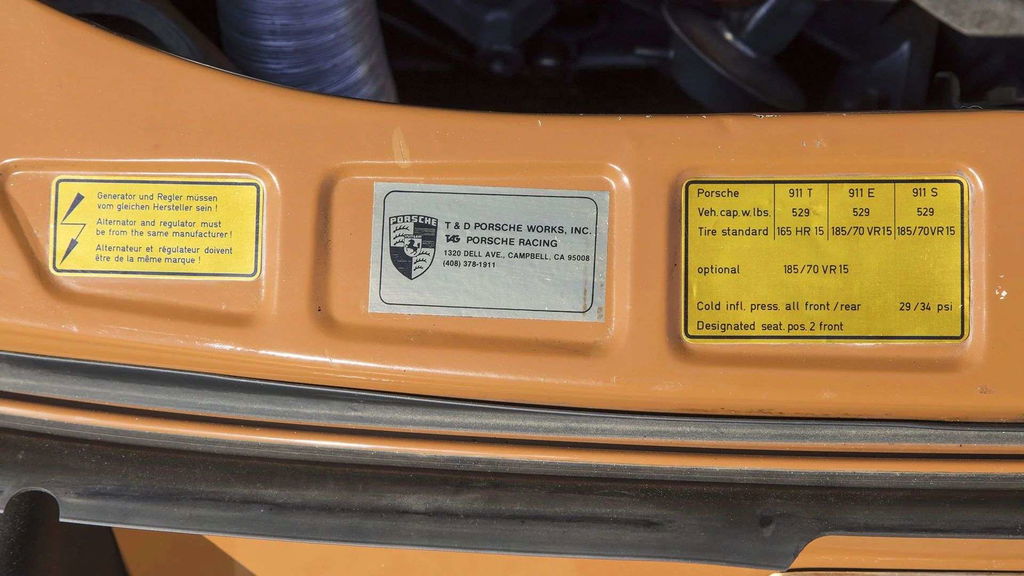 Generator und Regler müssen
vom gleichen Hersteller sein !
Alternator and regulator must
be from the same manufacturer !
Alternateur et régulateur doivent
être de la même marque !
PORSCHE
T & D PORSCHE WORKS, INC.
PORSCHE RACING
1320 DELL AVE., CAMPBELL, CA 95008
(408) 378-1911
Porsche 911 T 911 E 911 S
Veh. cap. w. lbs. 529 529 529
Tire standard 165 HR 15 185/70 VR 15 185/70 VR 15
optional 185/70 VR 15
Cold infl. press. all front / rear 29 / 34 psi
Designated seat. pos. 2 front